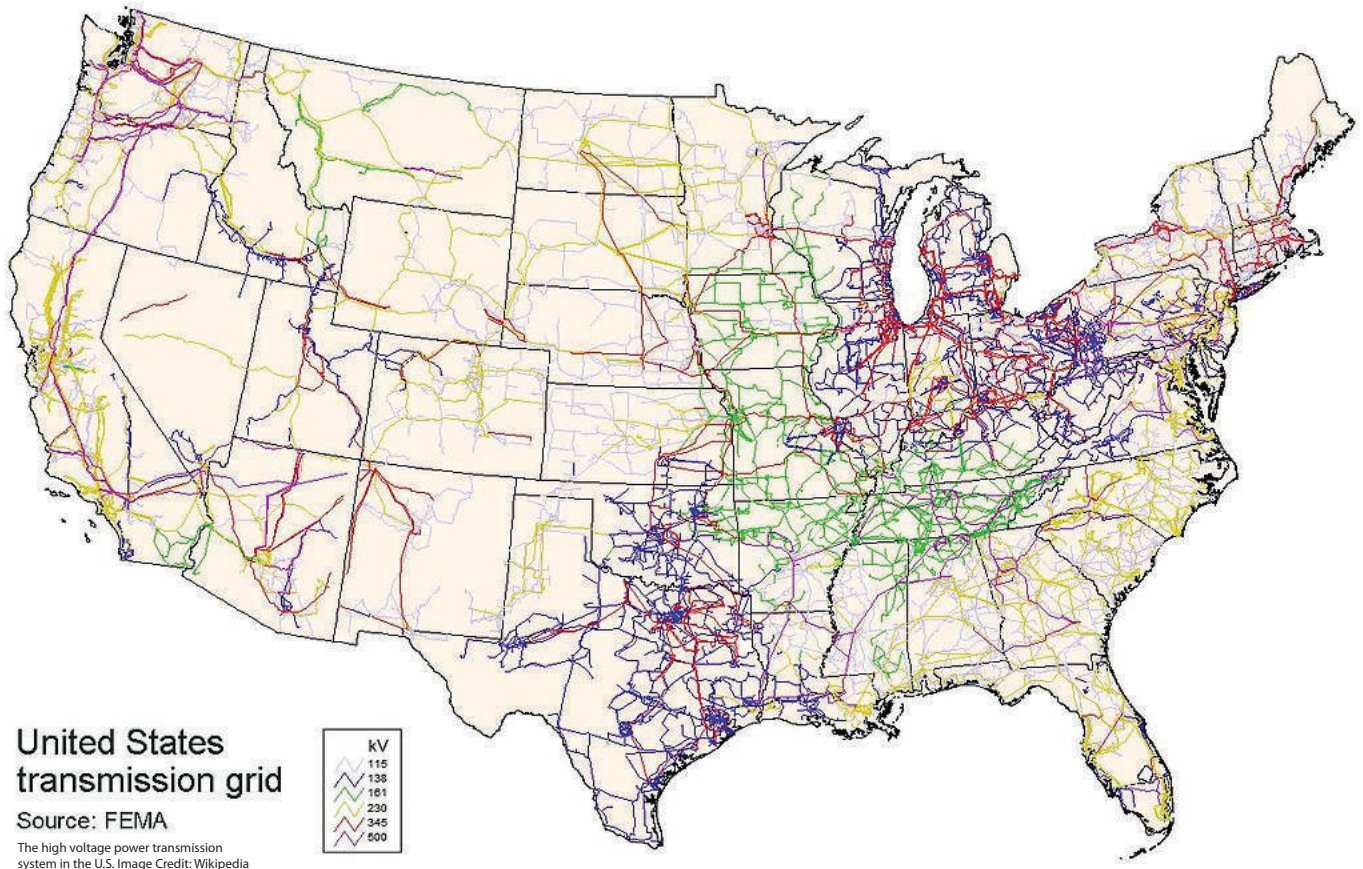 United States
transmission grid
Source: FEMA
The high voltage power transmission
system in the U.S. Image Credit: Wikipedia
kV
115
138
161
230
345
500